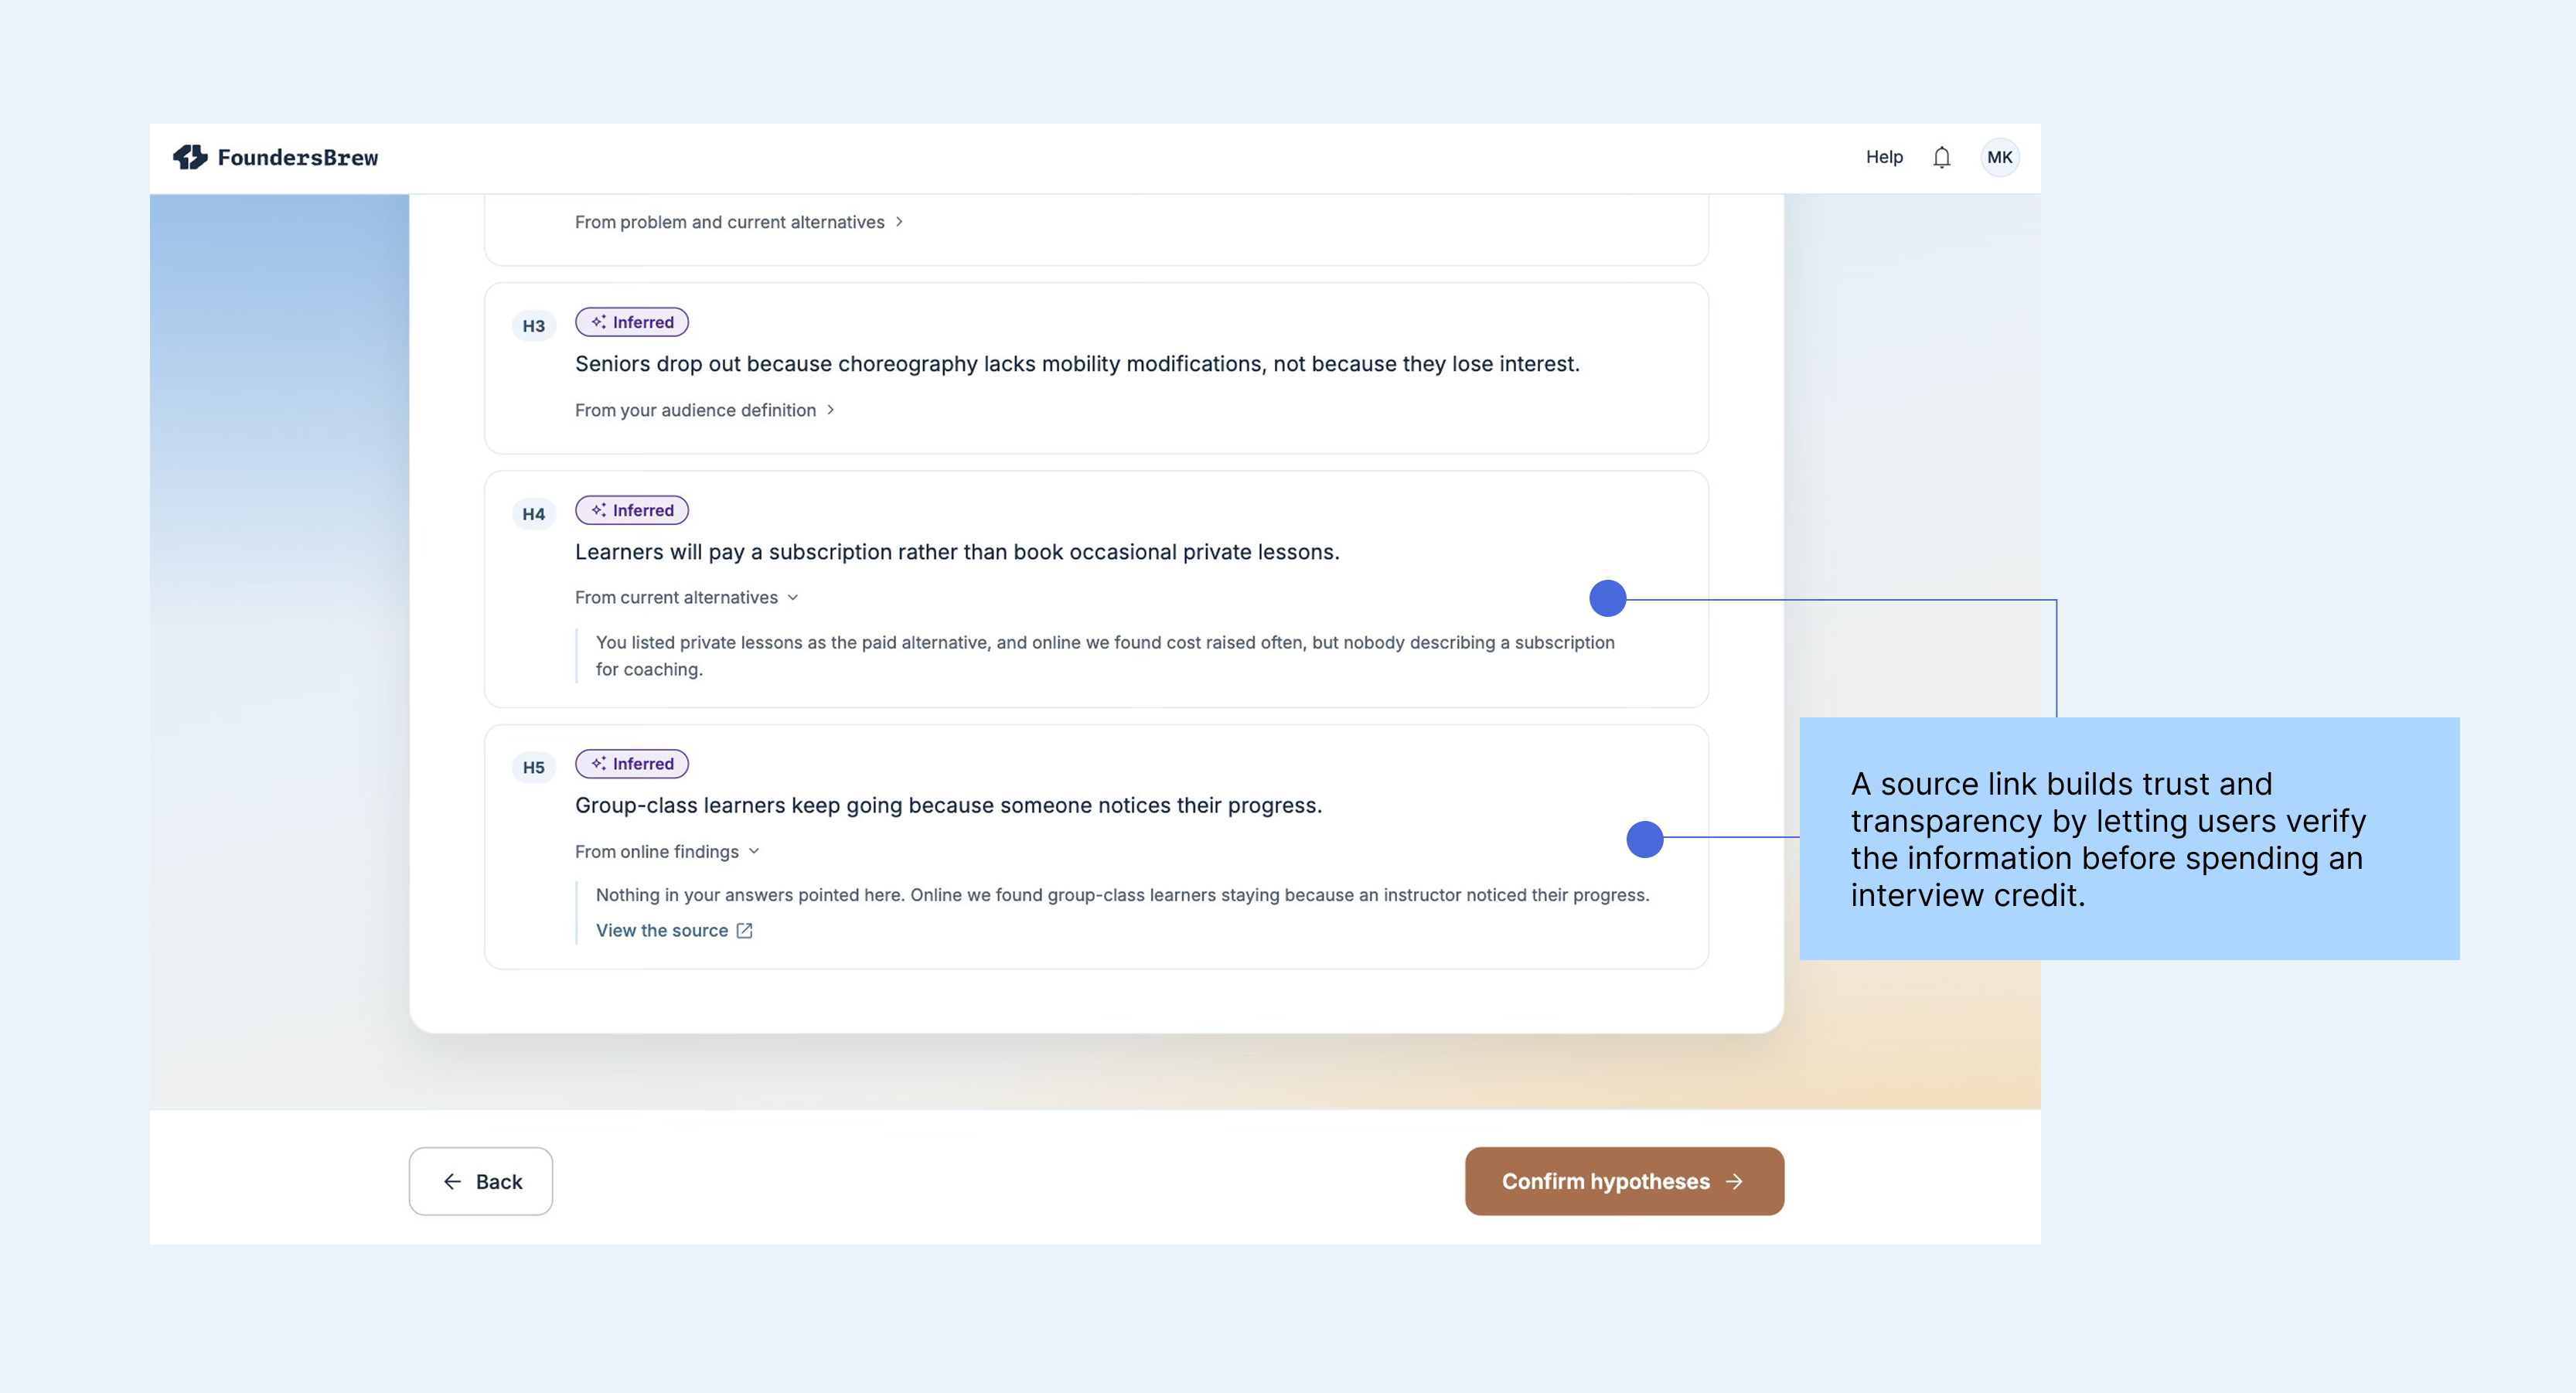 FoundersBrew
Help
MK
From problem and current alternatives
H3
Inferred
Seniors drop out because choreography lacks mobility modifications, not because they lose interest.
From your audience definition
H4
Inferred
Learners will pay a subscription rather than book occasional private lessons.
From current alternatives
You listed private lessons as the paid alternative, and online we found cost raised often, but nobody describing a subscription
for coaching.
H5
Inferred
Group-class learners keep going because someone notices their progress.
From online findings
Nothing in your answers pointed here. Online we found group-class learners staying because an instructor noticed their progress.
View the source
A source link builds trust and
transparency by letting users verify
the information before spending an
interview credit.
Back
Confirm hypotheses